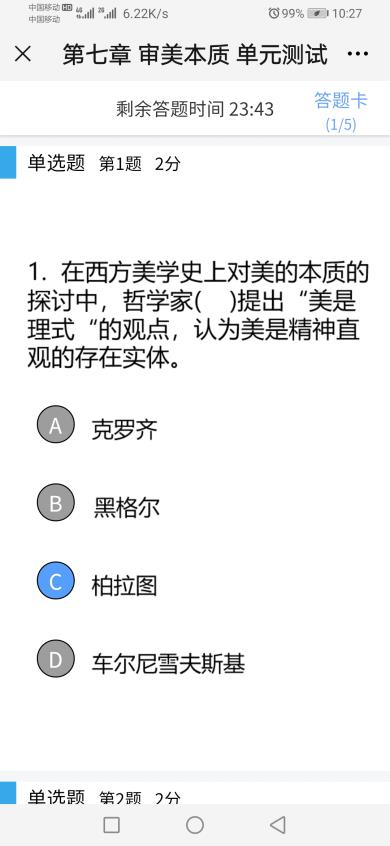 中国移动 HD 4G 2G 6.22K/s 99% 10:27
中国移动
第七章 审美本质 单元测试
剩余答题时间 23:43
答题卡
(1/5)
单选题 第1题 2分
1. 在西方美学史上对美的本质的
探讨中，哲学家( )提出“美是
理式“的观点，认为美是精神直
观的存在实体。
A 克罗齐
B 黑格尔
C 柏拉图
D 车尔尼雪夫斯基
单选题 第2题 2分